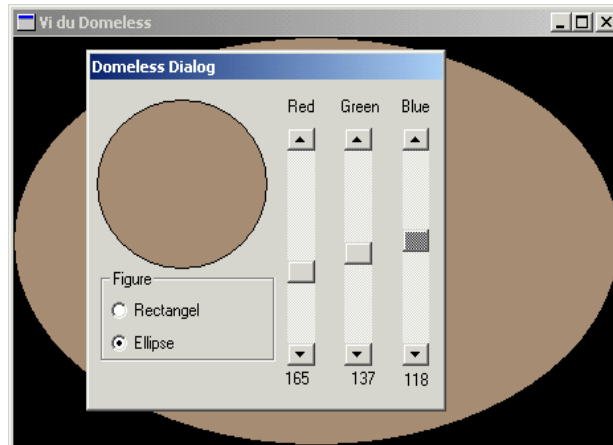 Vi du Domeless
Domeless Dialog
Red Green Blue
Figure
Rectangel
Ellipse
165 137 118